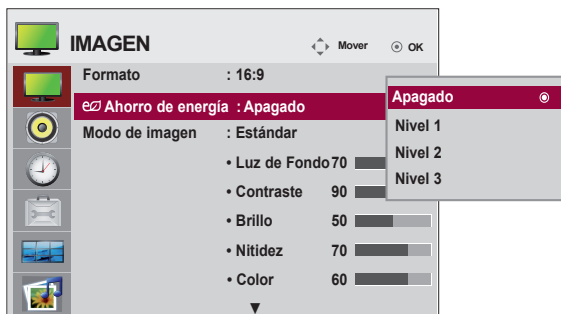 IMAGEN
Mover
OK
Formato : 16:9
Ahorro de energía : Apagado
Modo de imagen : Estándar
• Luz de Fondo 70
• Contraste 90
• Brillo 50
• Nitidez 70
• Color 60
Apagado
Nivel 1
Nivel 2
Nivel 3